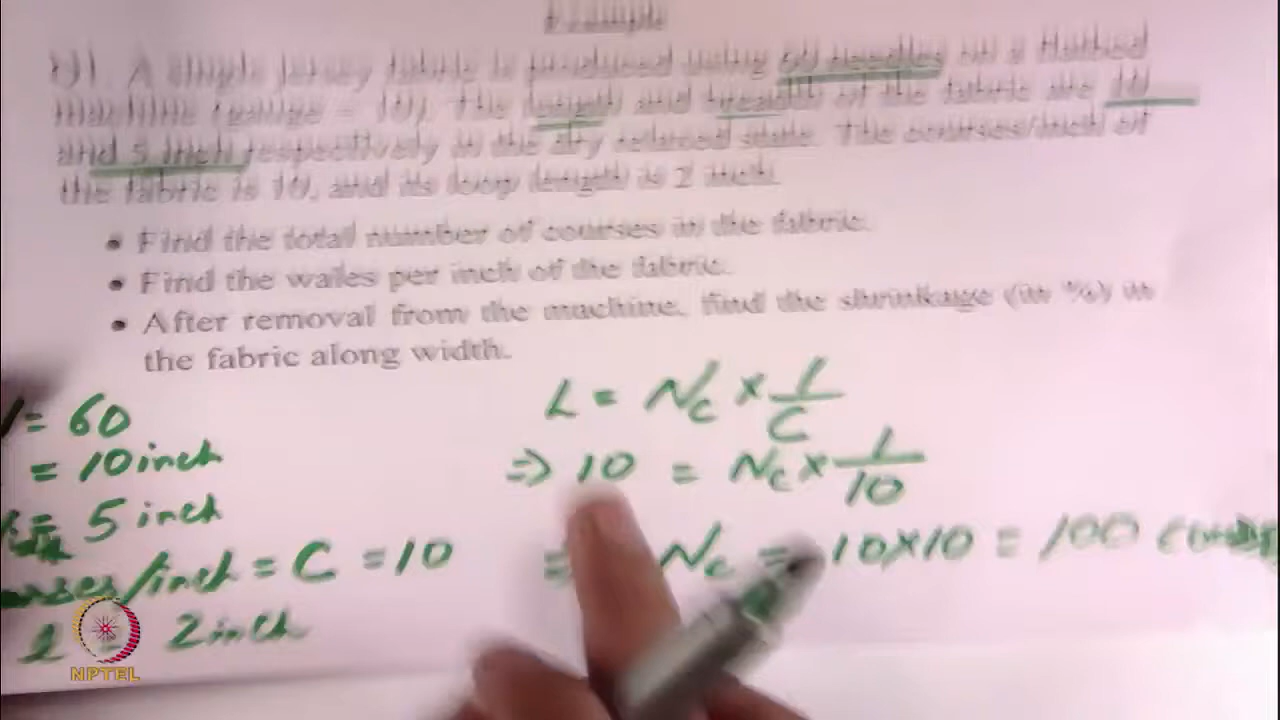 Example
A single jersey fabric is produced using 60 needles on a flatbed
machine (gauge = 10). The length and breadth of the fabric are 10
and 5 inch respectively in the dry relaxed state. The courses/inch of
the fabric is 10, and its loop length is 2 inch.
• Find the total number of courses in the fabric.
• Find the wales per inch of the fabric.
• After removal from the machine, find the shrinkage (in %) in
the fabric along width.
= 60
= 10 inch
= 5 inch
/inch = C = 10
l = 2 inch
L = Nc × 1/C
⇒ 10 = Nc × 1/10
Nc = 10×10 = 100
NPTEL